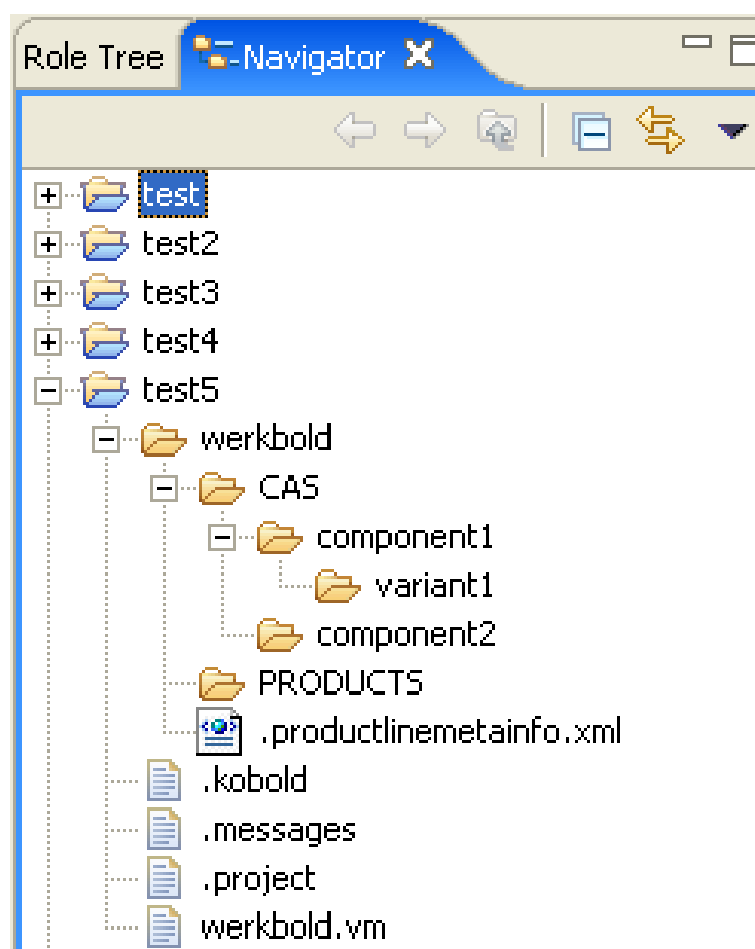 Role Tree Navigator
test
test2
test3
test4
test5
werkbold
CAS
component1
variant1
component2
PRODUCTS
.productlinemetainfo.xml
.kobold
.messages
.project
werkbold.vm